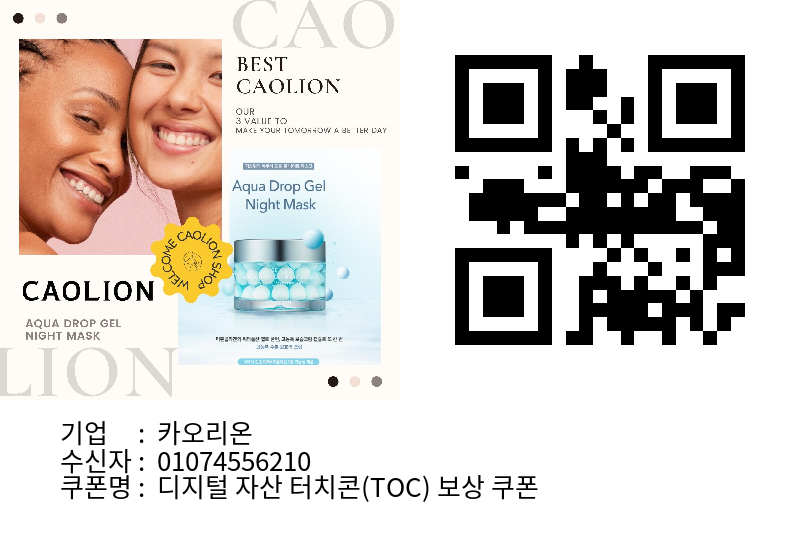 CAO
BEST
CAOLION
OUR
3 VALUE TO
MAKE YOUR TOMORROW A BETTER DAY
Aqua Drop Gel
Night Mask
WELCOME CAOLION SHOP
CAOLION
AQUA DROP GEL
NIGHT MASK
LION
기업 : 카오리온
수신자 : 01074556210
쿠폰명 : 디지털 자산 터치콘(TOC) 보상 쿠폰